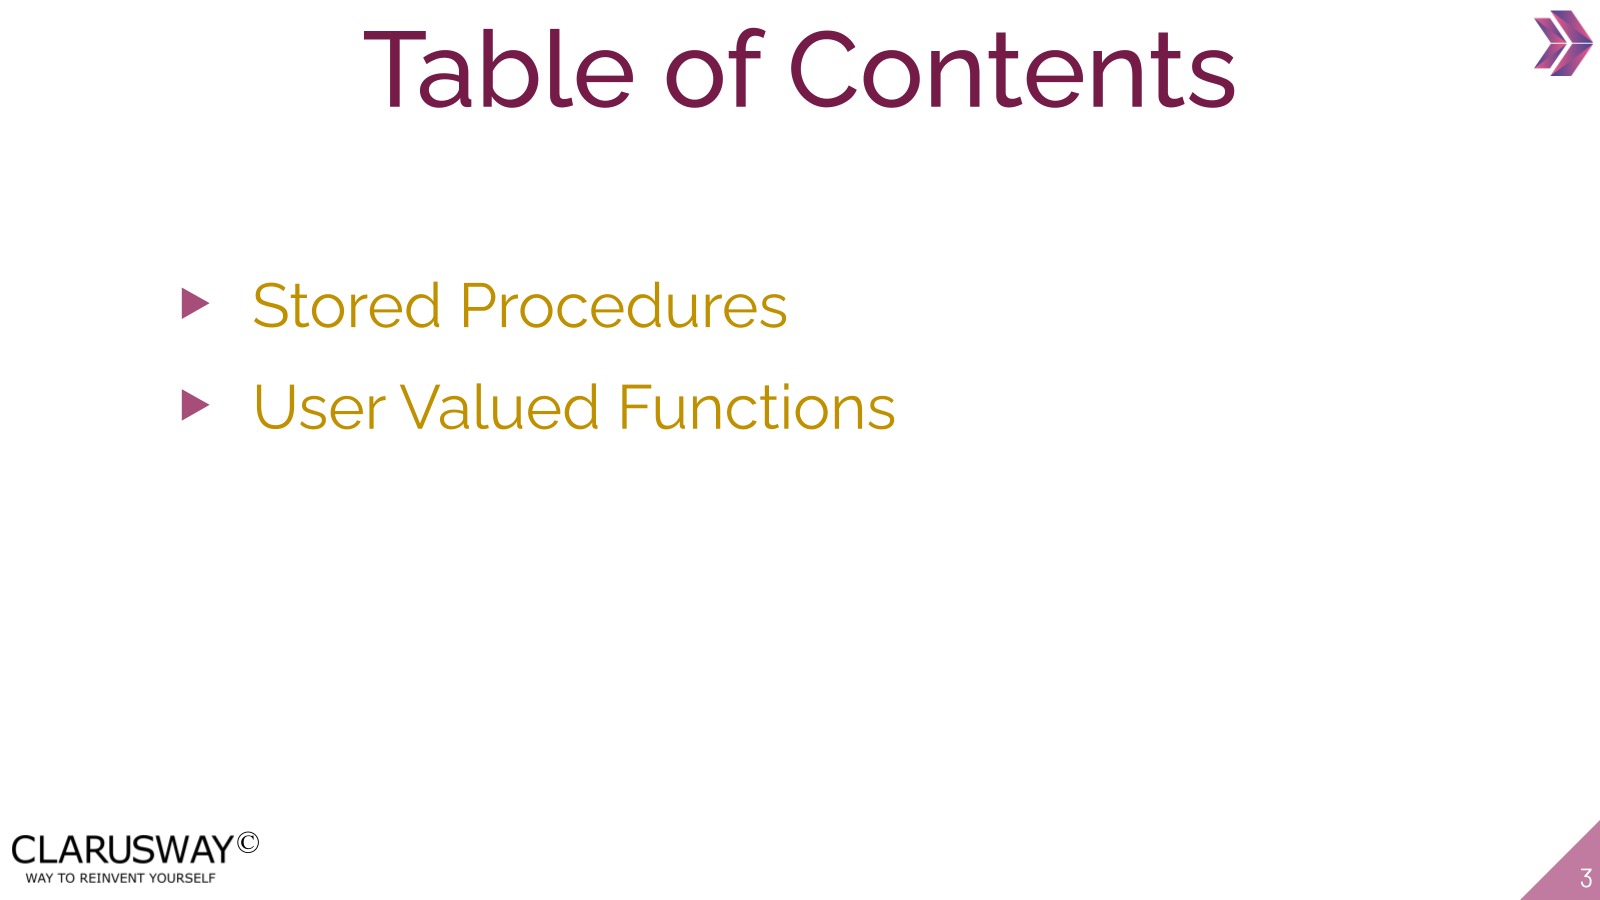 Table of Contents
Stored Procedures
User Valued Functions
CLARUSWAY©
WAY TO REINVENT YOURSELF
3